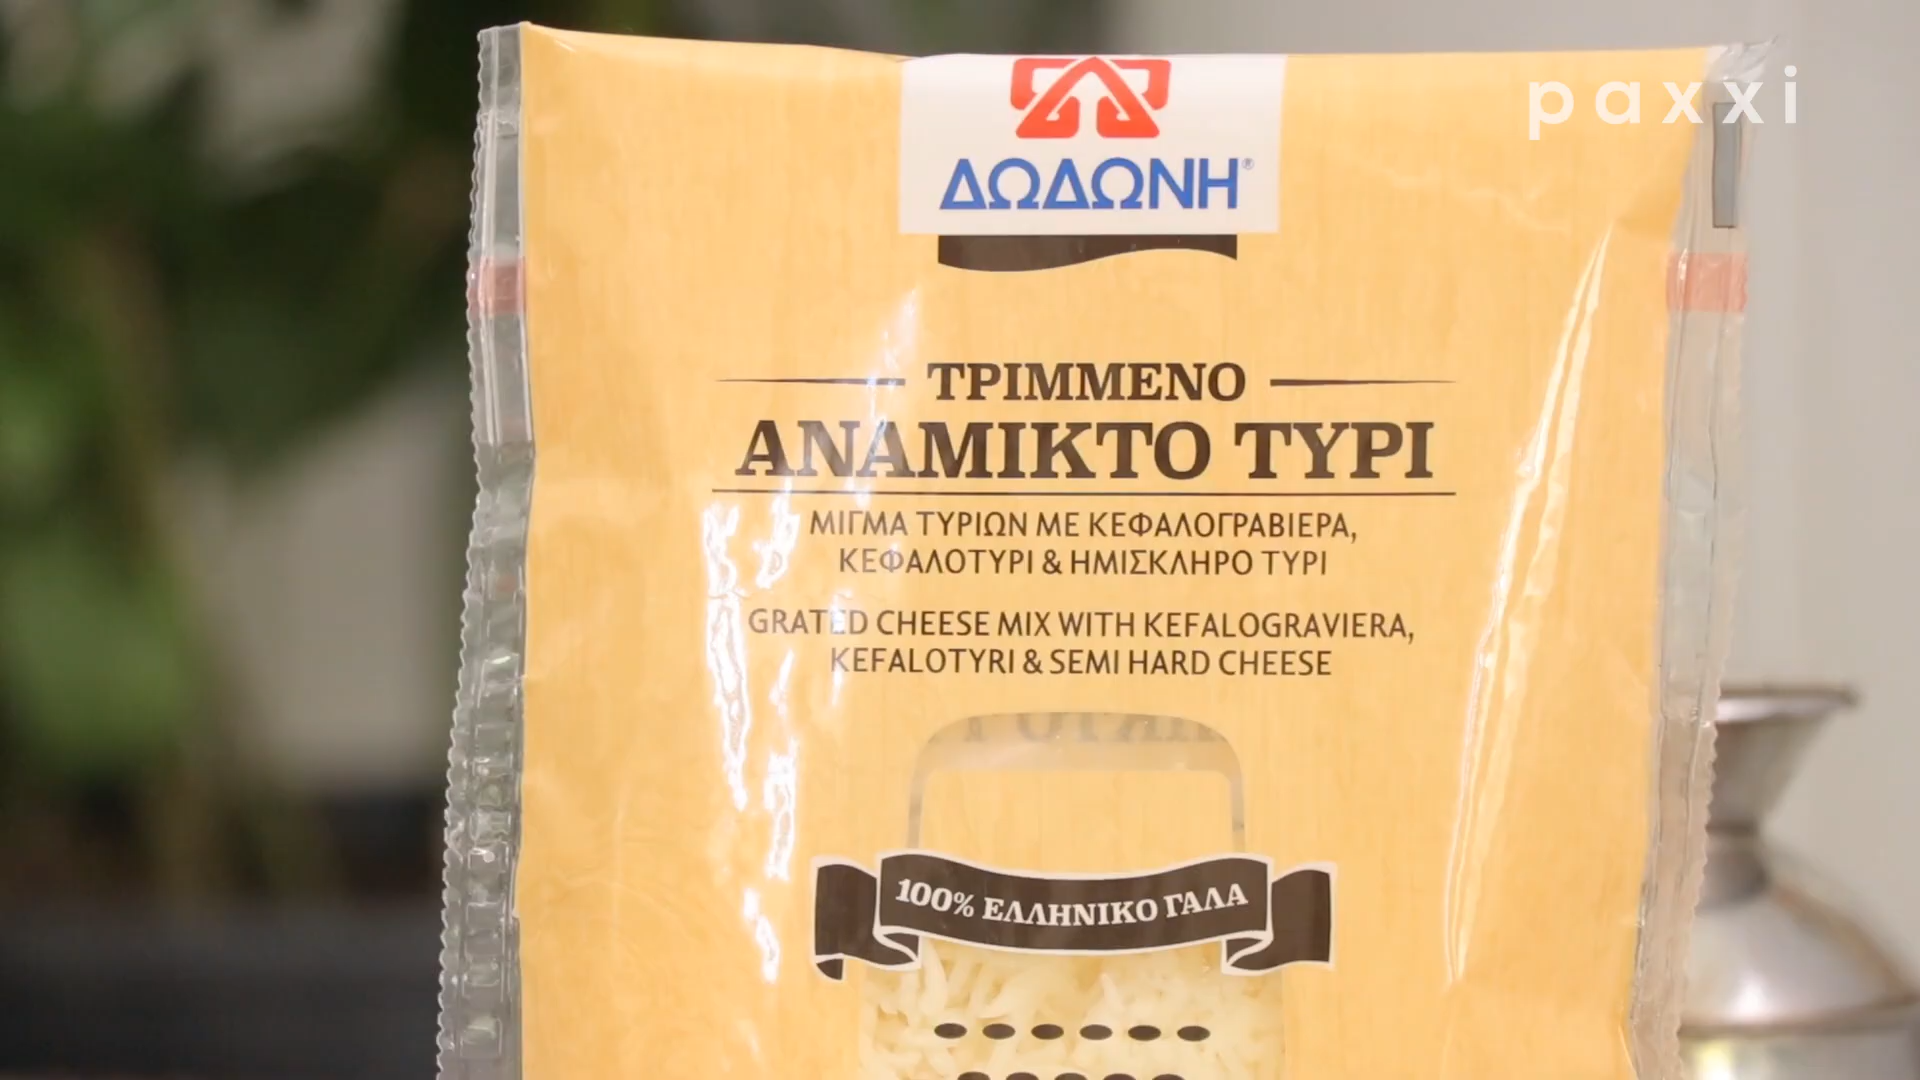 paxxi
ΔΩΔΩΝΗ®
ΤΡΙΜΜΕΝΟ
ΑΝΑΜΙΚΤΟ ΤΥΡΙ
ΜΙΓΜΑ ΤΥΡΙΩΝ ΜΕ ΚΕΦΑΛΟΓΡΑΒΙΕΡΑ,
ΚΕΦΑΛΟΤΥΡΙ & ΗΜΙΣΚΛΗΡΟ ΤΥΡΙ
GRATED CHEESE MIX WITH KEFALOGRAVIERA,
KEFALOTYRI & SEMI HARD CHEESE
100% ΕΛΛΗΝΙΚΟ ΓΑΛΑ